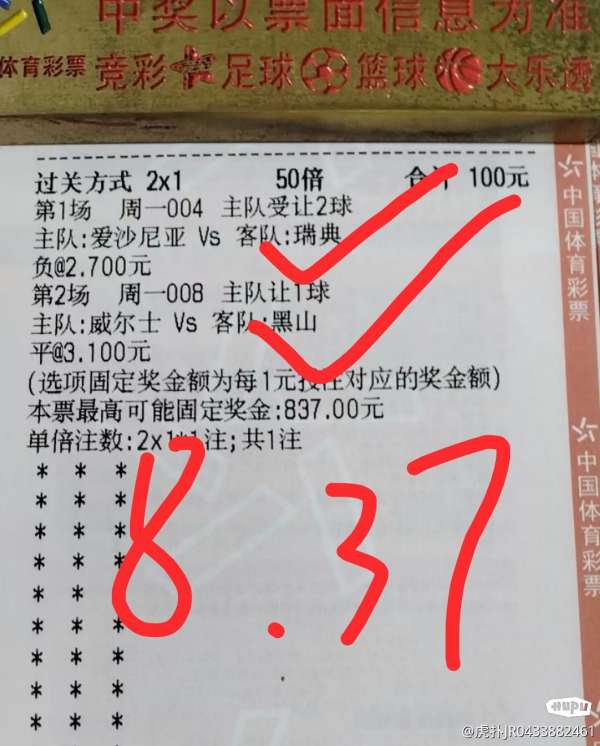 中奖以票面信息为准
体育彩票 竞彩 足球 篮球 大乐透
过关方式 2x1 50倍 合计 100元
第1场 周一004 主队受让2球
主队:爱沙尼亚 Vs 客队:瑞典
负@2.700元
第2场 周一008 主队让1球
主队:威尔士 Vs 客队:黑山
平@3.100元
(选项固定奖金额为每1元投注对应的奖金额)
本票最高可能固定奖金:837.00元
单倍注数:2x1*1注;共1注
* * *
* * *
* * *
* * *
* * *
* * *
* * *
* * *
* * *
8.37
中国体育彩票
中国体育彩票
HUPU
@虎扑JR0433882461